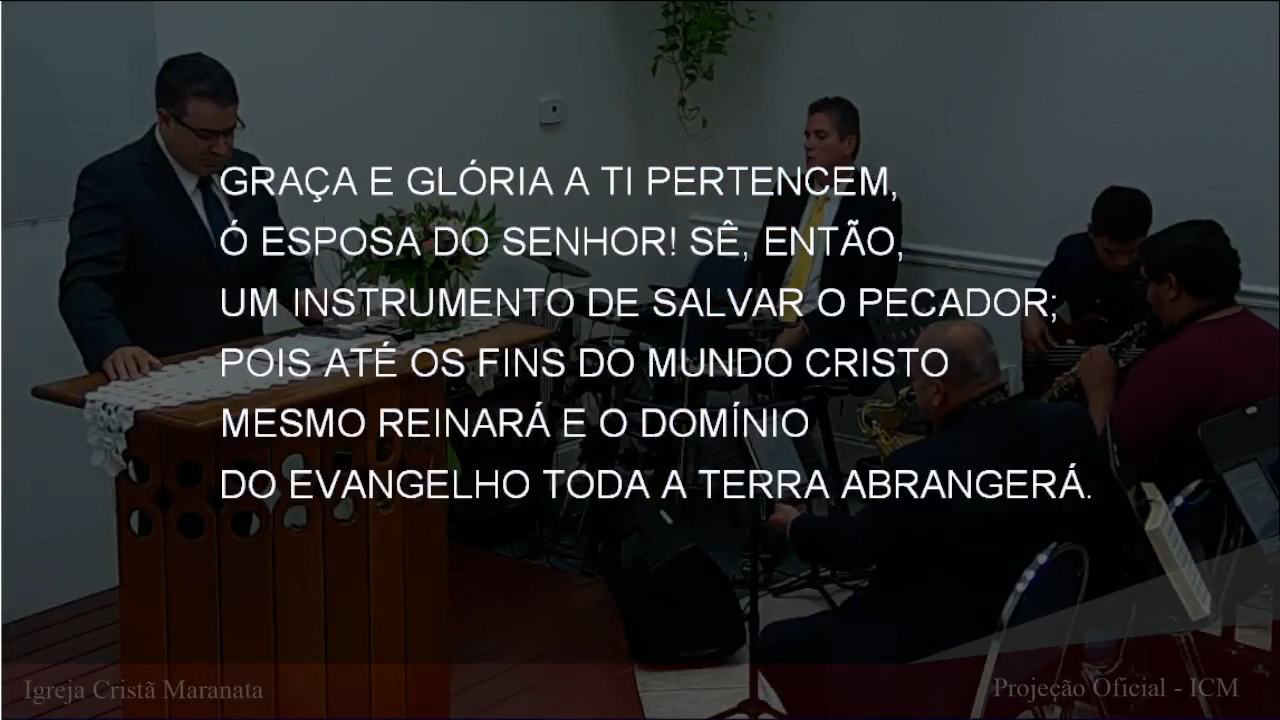 GRAÇA E GLÓRIA A TI PERTENCEM,
Ó ESPOSA DO SENHOR! SÊ, ENTÃO,
UM INSTRUMENTO DE SALVAR O PECADOR;
POIS ATÉ OS FINS DO MUNDO CRISTO
MESMO REINARÁ E O DOMÍNIO
DO EVANGELHO TODA A TERRA ABRANGERÁ.
Igreja Cristã Maranata
Projeção Oficial - ICM